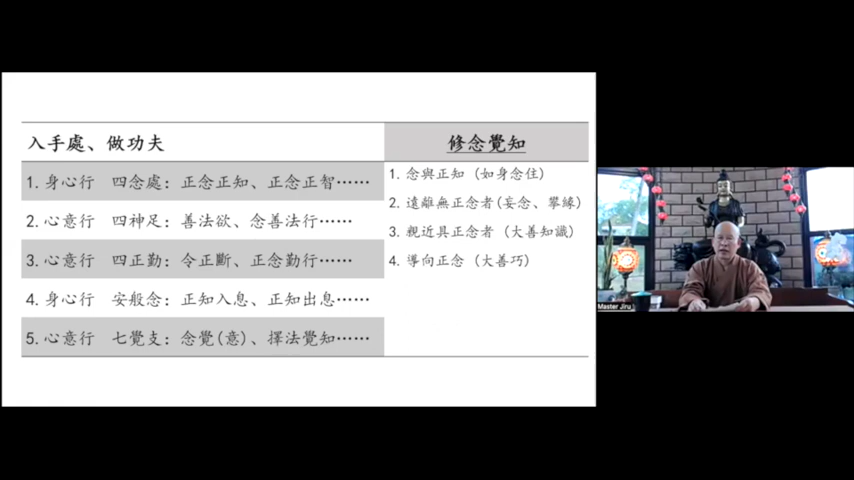 入手處、做功夫
1.身心行 四念處：正念正知、正念正智……
2.心意行 四神足：善法欲、念善法行……
3.心意行 四正勤：令正斷、正念勤行……
4.身心行 安般念：正知入息、正知出息……
5.心意行 七覺支：念覺(意)、擇法覺知……
修念覺知
1. 念與正知 (如身念住)
2. 遠離無正念者(妄念、攀緣)
3. 親近具正念者 (大善知識)
4. 導向正念 (大善巧)
Master Jiru